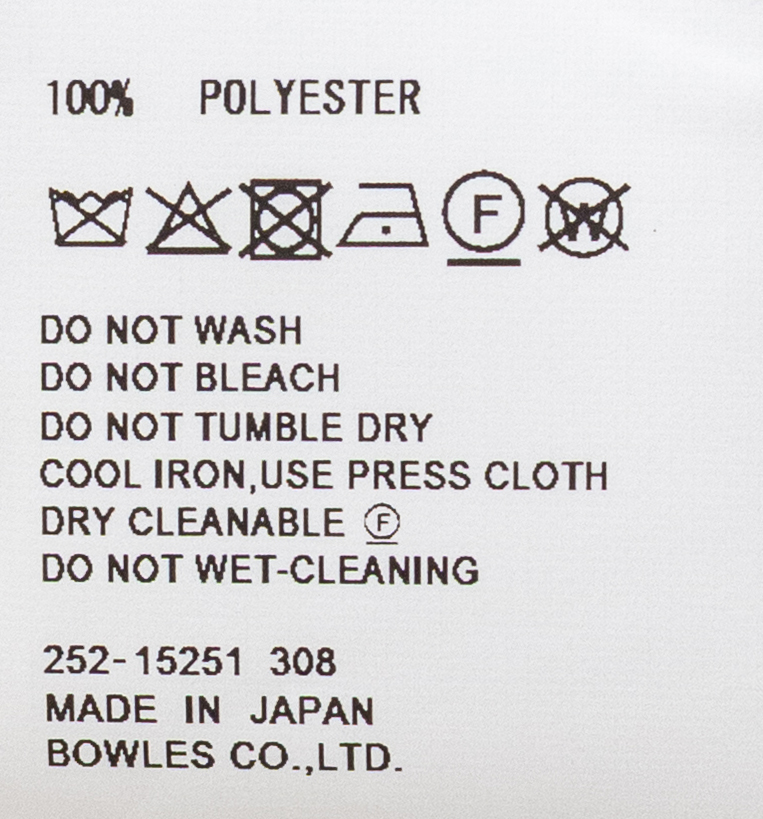 100% POLYESTER
F W
DO NOT WASH
DO NOT BLEACH
DO NOT TUMBLE DRY
COOL IRON,USE PRESS CLOTH
DRY CLEANABLE Ⓕ
DO NOT WET-CLEANING
252-15251 308
MADE IN JAPAN
BOWLES CO.,LTD.